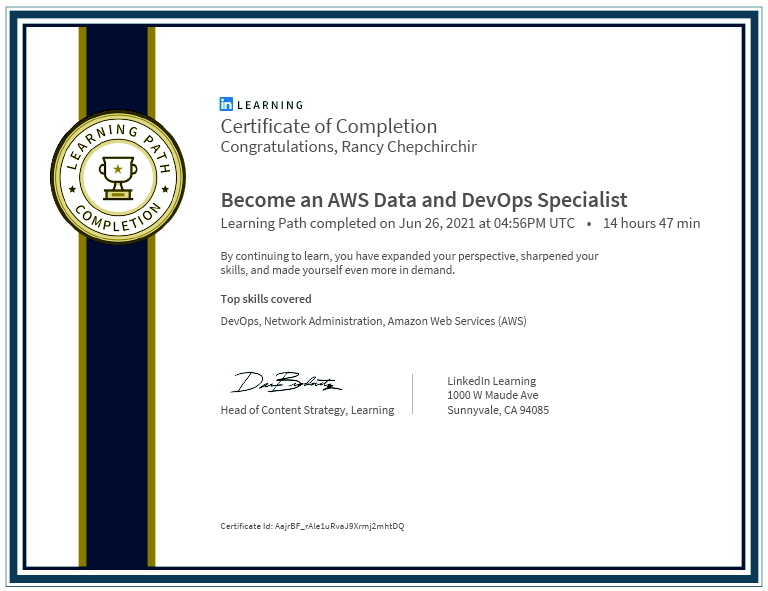 LEARNING PATH
COMPLETION
in LEARNING
Certificate of Completion
Congratulations, Rancy Chepchirchir
Become an AWS Data and DevOps Specialist
Learning Path completed on Jun 26, 2021 at 04:56PM UTC • 14 hours 47 min
By continuing to learn, you have expanded your perspective, sharpened your
skills, and made yourself even more in demand.
Top skills covered
DevOps, Network Administration, Amazon Web Services (AWS)
Head of Content Strategy, Learning
LinkedIn Learning
1000 W Maude Ave
Sunnyvale, CA 94085
Certificate Id: AajrBF_rAle1uRvaJ9Xrmj2mhtDQ